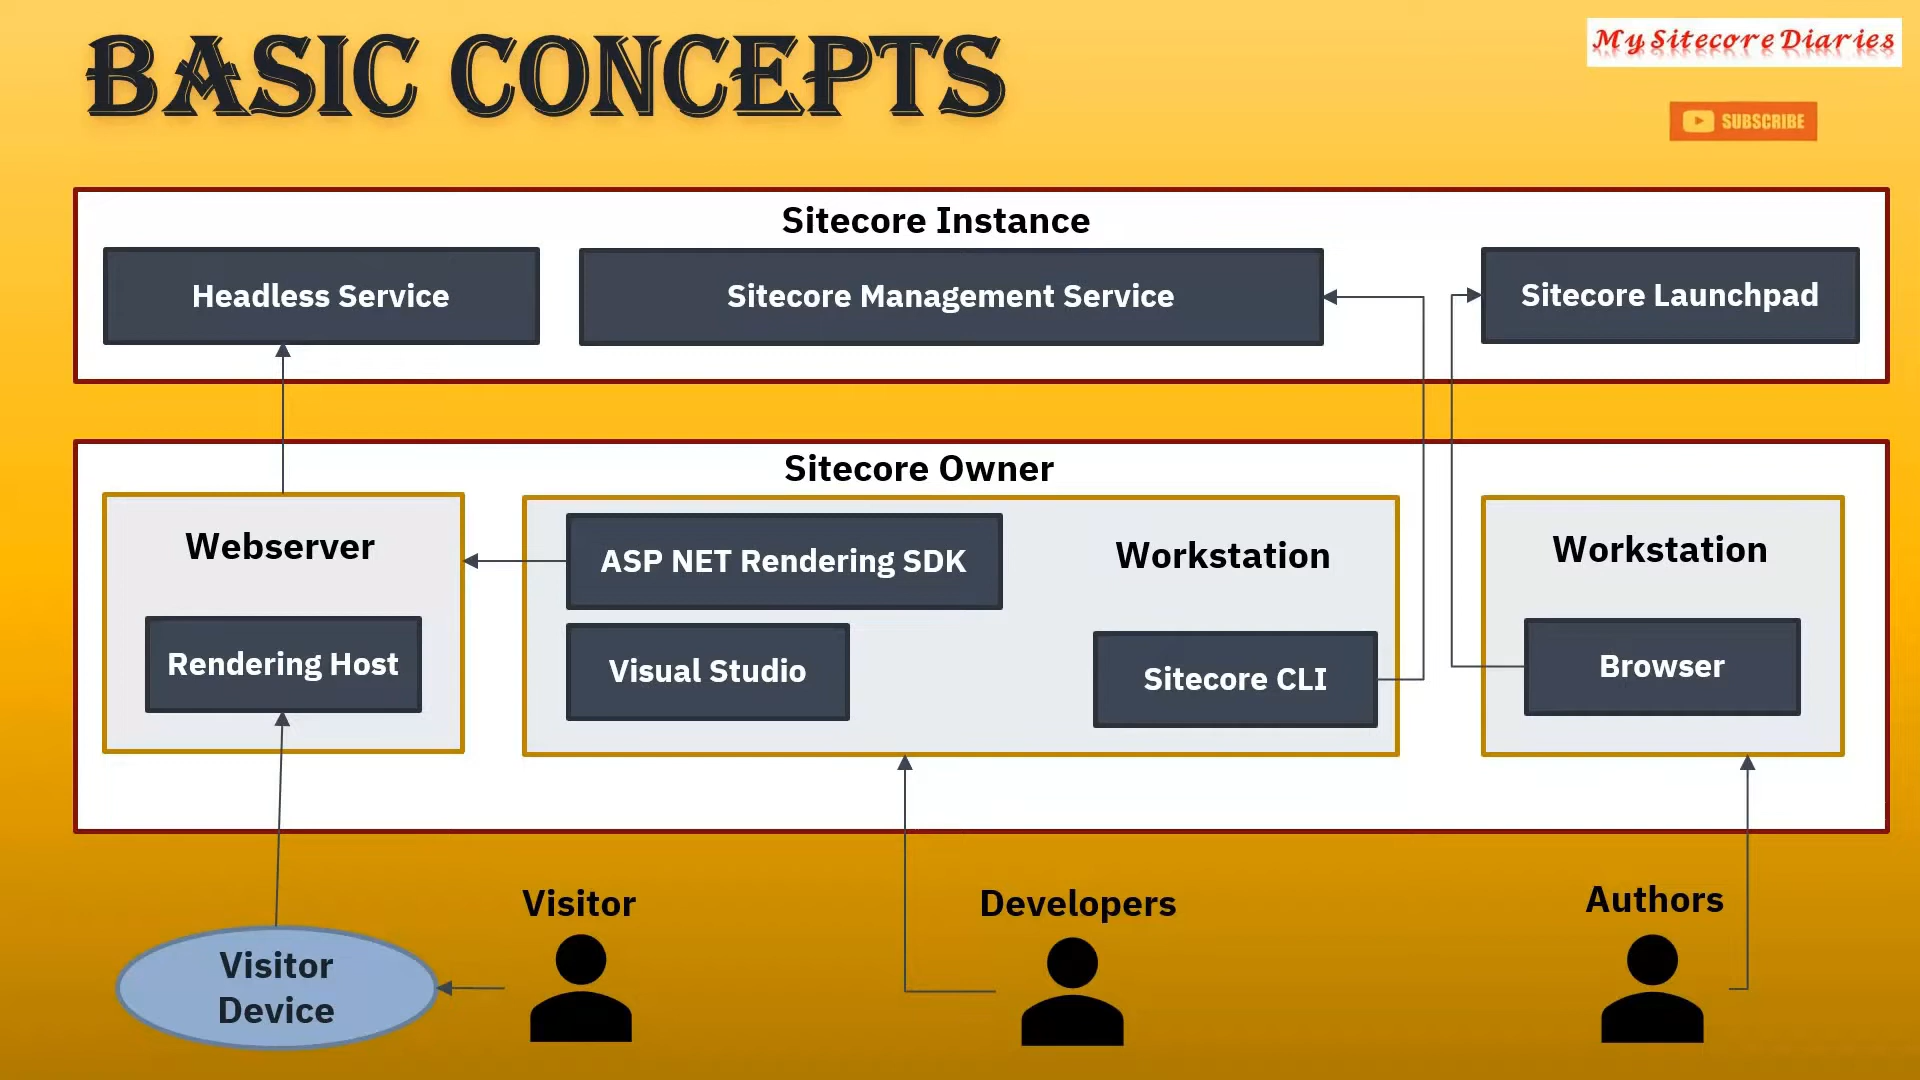 BASIC CONCEPTS
My Sitecore Diaries
SUBSCRIBE
Sitecore Instance
Headless Service
Sitecore Management Service
Sitecore Launchpad
Sitecore Owner
Webserver
Rendering Host
ASP NET Rendering SDK
Visual Studio
Workstation
Sitecore CLI
Workstation
Browser
Visitor
Device
Visitor
Developers
Authors